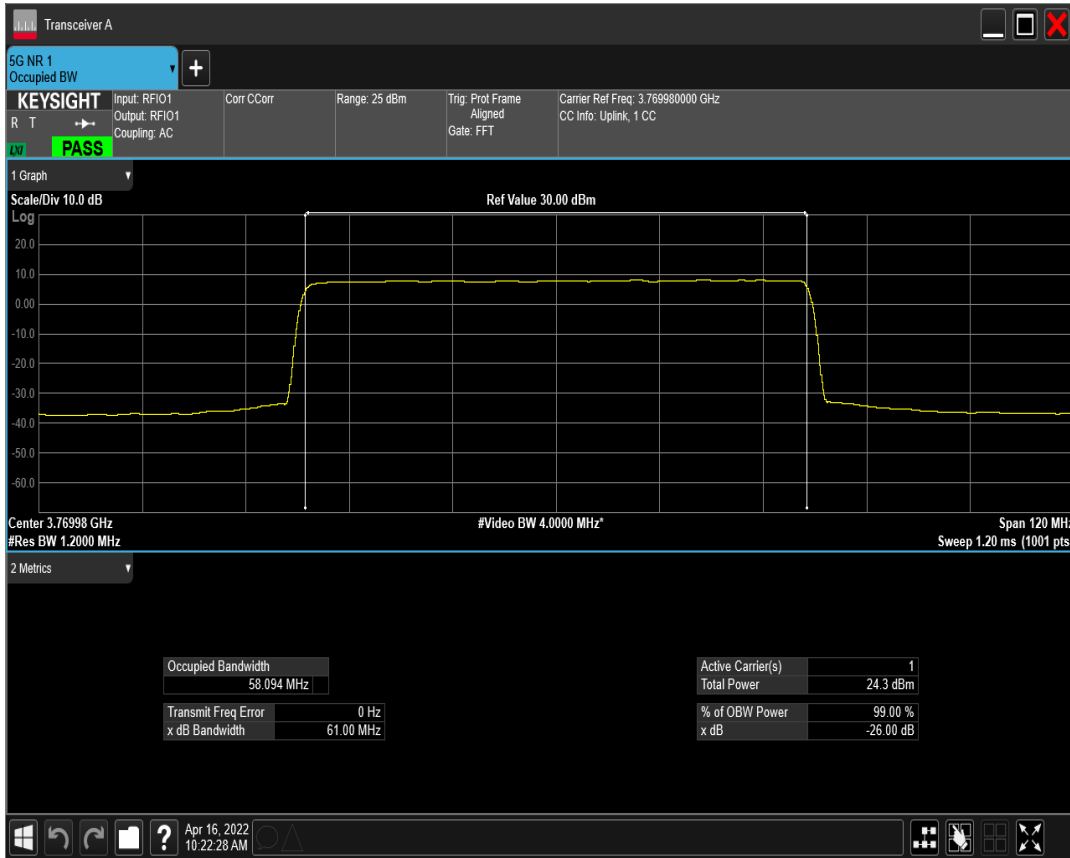 Transceiver A
5G NR 1
Occupied BW
KEYSIGHT
R T
LXI
PASS
Input: RFIO1
Output: RFIO1
Coupling: AC
Corr CCorr
Range: 25 dBm
Trig: Prot Frame
Aligned
Gate: FFT
Carrier Ref Freq: 3.769980000 GHz
CC Info: Uplink, 1 CC
1 Graph
Scale/Div 10.0 dB
Ref Value 30.00 dBm
Log
20.0
10.0
0.00
-10.0
-20.0
-30.0
-40.0
-50.0
-60.0
Center 3.76998 GHz
#Video BW 4.0000 MHz*
Span 120 MHz
#Res BW 1.2000 MHz
Sweep 1.20 ms (1001 pts
2 Metrics
Occupied Bandwidth
58.094 MHz
Transmit Freq Error 0 Hz
x dB Bandwidth 61.00 MHz
Active Carrier(s) 1
Total Power 24.3 dBm
% of OBW Power 99.00 %
x dB -26.00 dB
?
Apr 16, 2022
10:22:28 AM